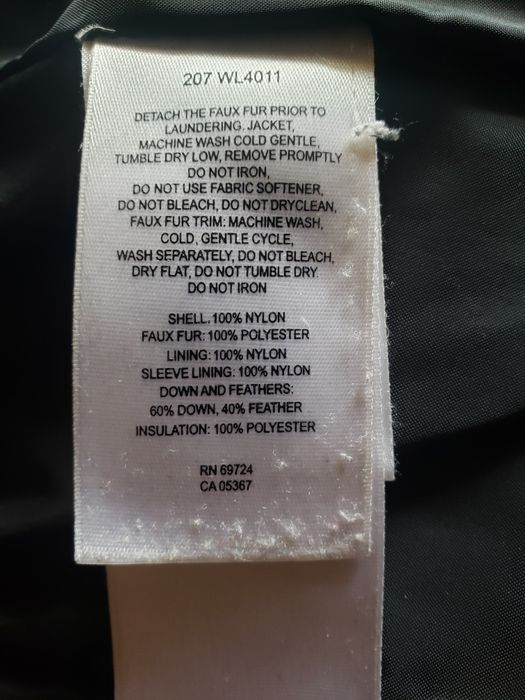 207 WL4011
DETACH THE FAUX FUR PRIOR TO
LAUNDERING. JACKET,
MACHINE WASH COLD GENTLE,
TUMBLE DRY LOW, REMOVE PROMPTLY
DO NOT IRON,
DO NOT USE FABRIC SOFTENER,
DO NOT BLEACH, DO NOT DRYCLEAN,
FAUX FUR TRIM: MACHINE WASH,
COLD, GENTLE CYCLE,
WASH SEPARATELY, DO NOT BLEACH,
DRY FLAT, DO NOT TUMBLE DRY
DO NOT IRON
SHELL. 100% NYLON
FAUX FUR: 100% POLYESTER
LINING: 100% NYLON
SLEEVE LINING: 100% NYLON
DOWN AND FEATHERS:
60% DOWN, 40% FEATHER
INSULATION: 100% POLYESTER
RN 69724
CA 05367